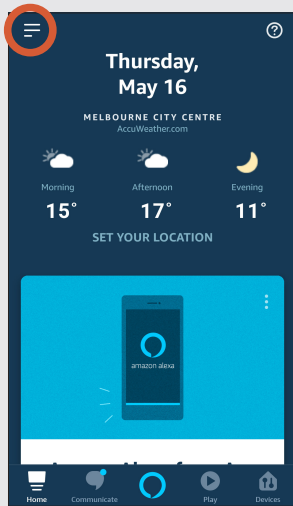 Thursday,
May 16
MELBOURNE CITY CENTRE
AccuWeather.com
Morning Afternoon Evening
15° 17° 11°
SET YOUR LOCATION
amazon alexa
Home Communicate Play Devices